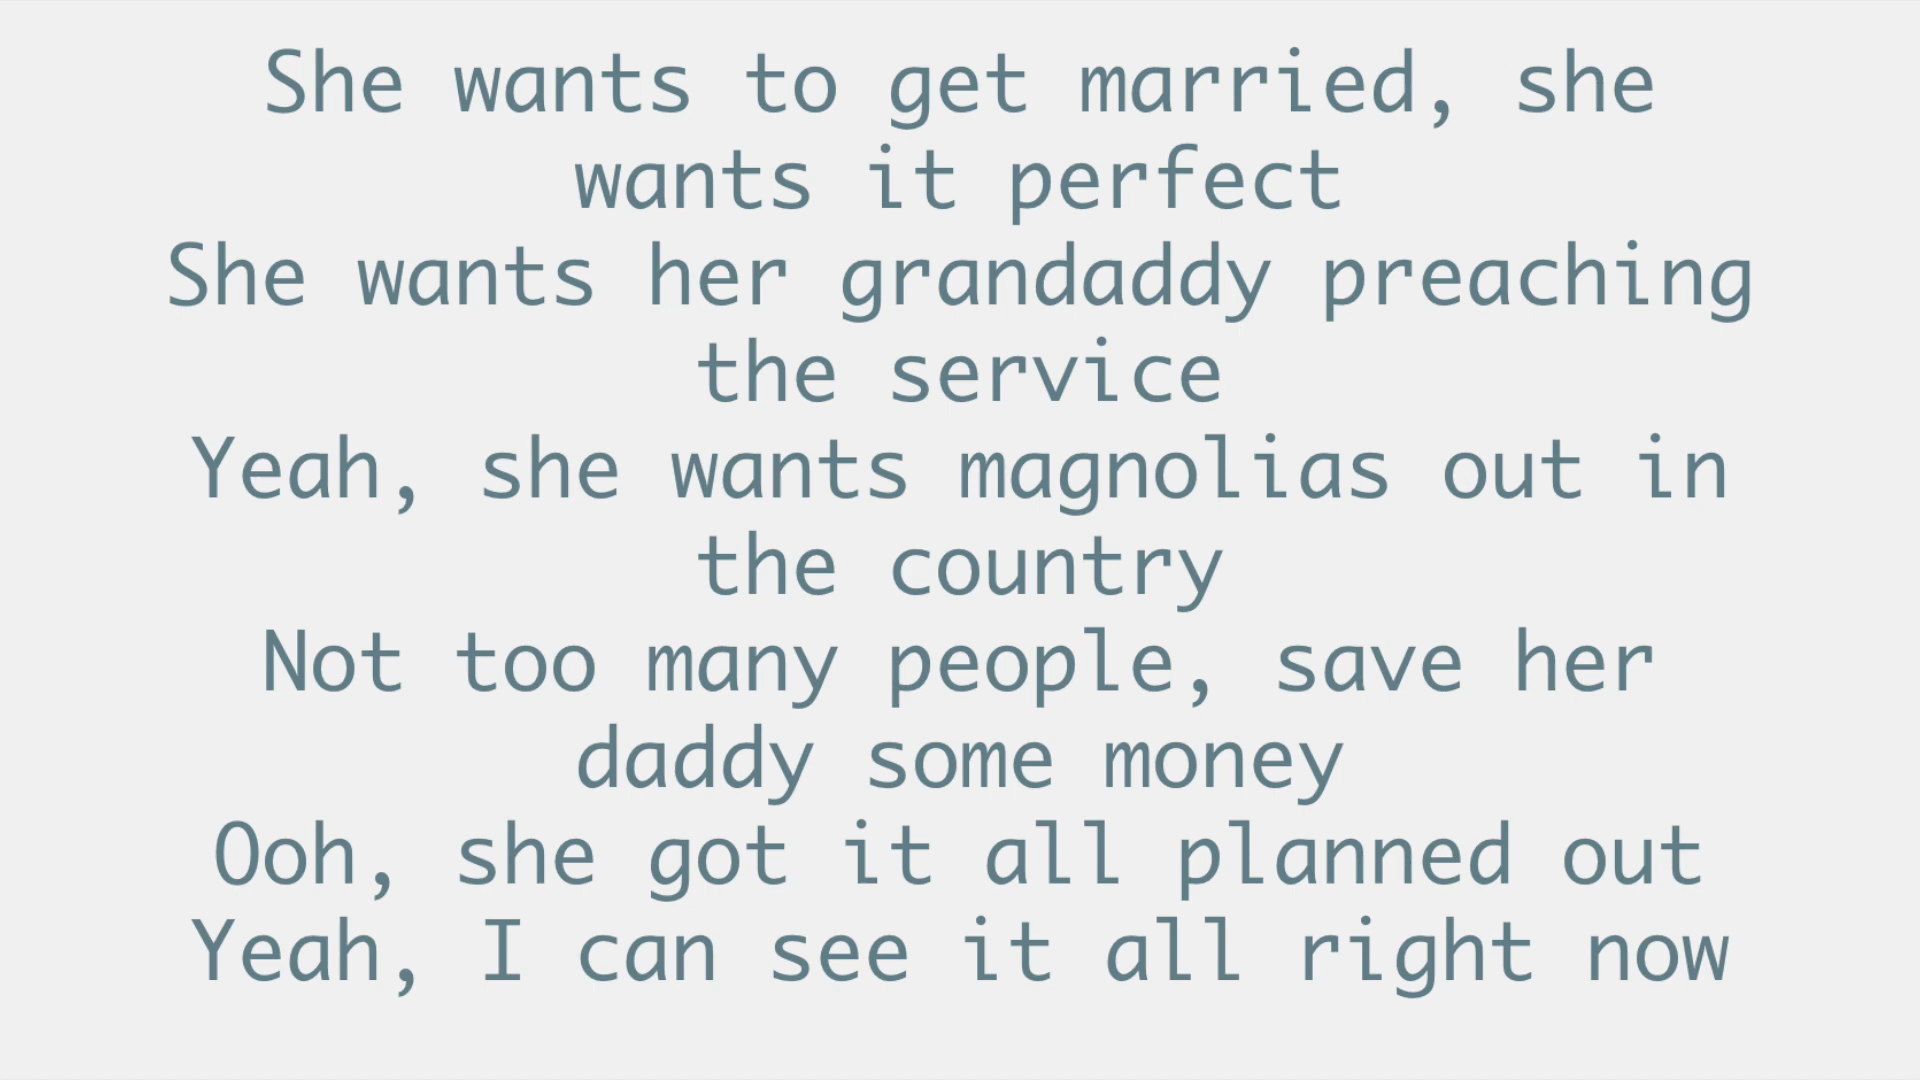 She wants to get married, she
wants it perfect
She wants her grandaddy preaching
the service
Yeah, she wants magnolias out in
the country
Not too many people, save her
daddy some money
Ooh, she got it all planned out
Yeah, I can see it all right now